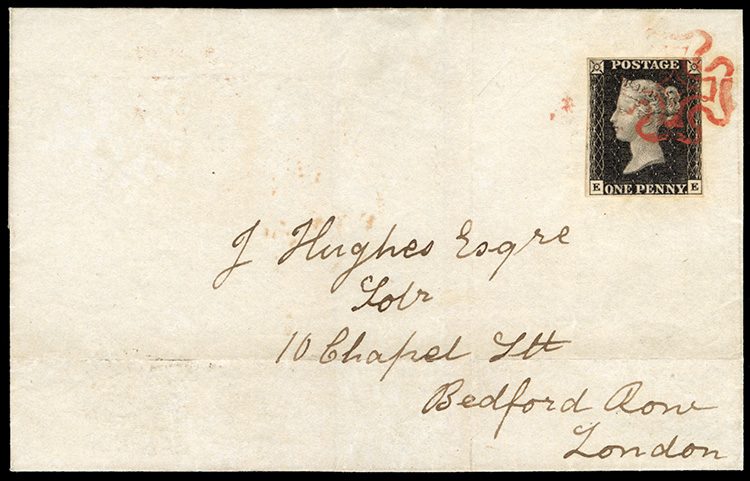 POSTAGE
E ONE PENNY E
J Hughes Esqre
Solr
10 Chapel Stt
Bedford Row
London